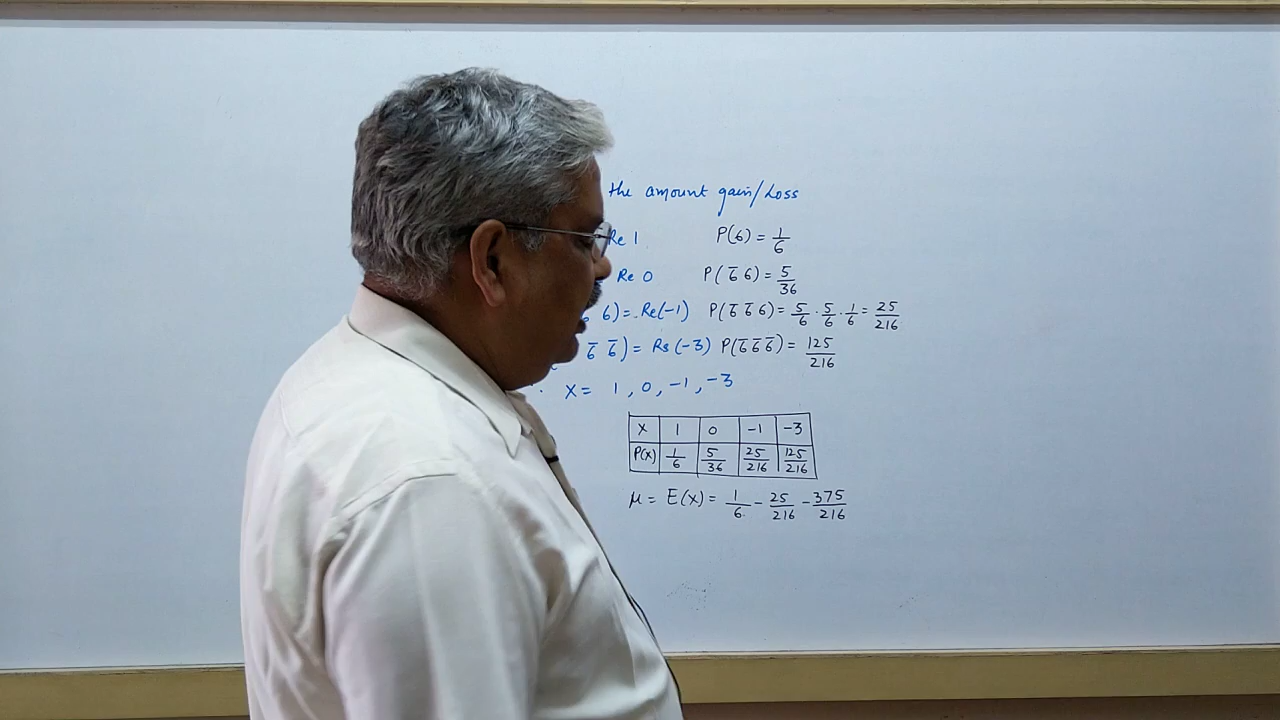 the amount gain/Loss
Re 1 P(6) = 1/6
Re 0 P(6̅ 6) = 5/36
6) = Re(-1) P(6̅ 6̅ 6) = 5/6 . 5/6 . 1/6 = 25/216
6̅ 6̅) = Rs(-3) P(6̅ 6̅ 6̅) = 125/216
X = 1, 0, -1, -3
X 1 0 -1 -3
P(X) 1/6 5/36 25/216 125/216
μ = E(X) = 1/6 - 25/216 - 375/216